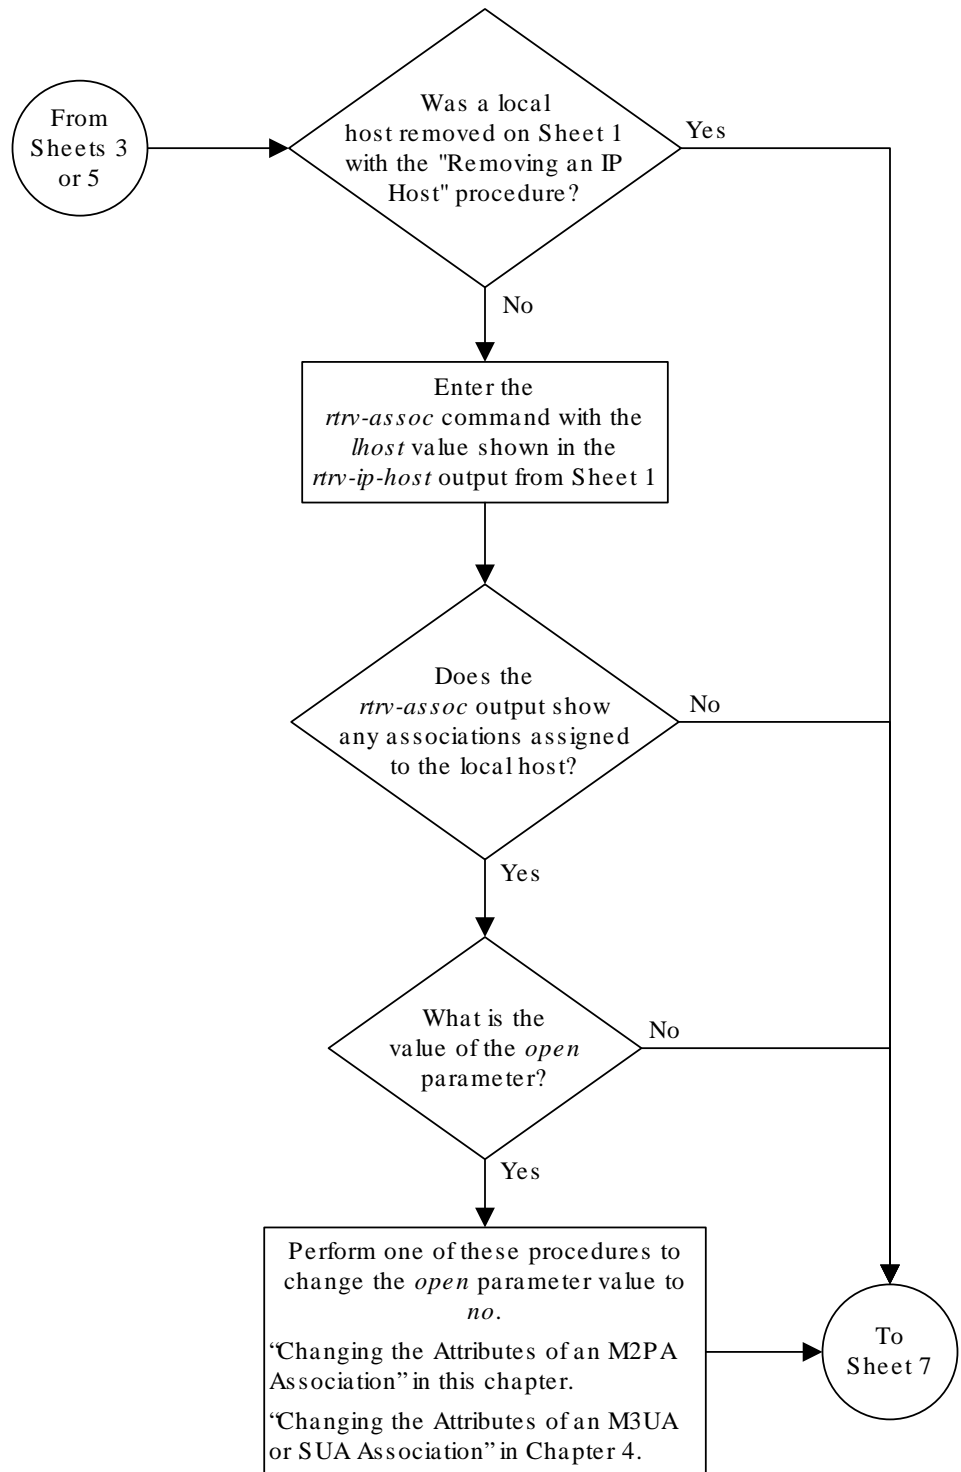 From
Sheets 3
or 5
Was a local
host removed on Sheet 1
with the "Removing an IP
Host" procedure?
Yes
No
Enter the
rtrv-assoc command with the
lhost value shown in the
rtrv-ip-host output from Sheet 1
Does the
rtrv-assoc output show
any associations assigned
to the local host?
No
Yes
What is the
value of the open
parameter?
No
Yes
Perform one of these procedures to
change the open parameter value to
no.
“Changing the Attributes of an M2PA
Association” in this chapter.
“Changing the Attributes of an M3UA
or SUA Association” in Chapter 4.
To
Sheet 7